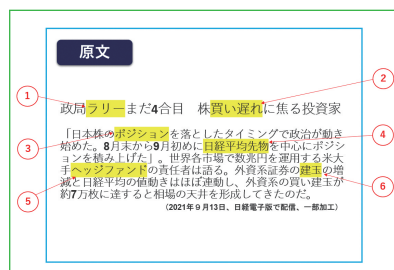 原文
1
2
政局ラリーまだ4合目 株買い遅れに焦る投資家
「日本株のポジションを落としたタイミングで政治が動き
3
4
始めた。8月末から9月初めに日経平均先物を中心にポジショ
ンを積み上げた」。世界各市場で数兆円を運用する米大
手ヘッジファンドの責任者は語る。外資系証券の建玉の増
5
6
減と日経平均の値動きはほぼ連動し、外資系の買い建玉が
約7万枚に達すると相場の天井を形成してきたのだ。
(2021年9月13日、日経電子版で配信、一部加工)